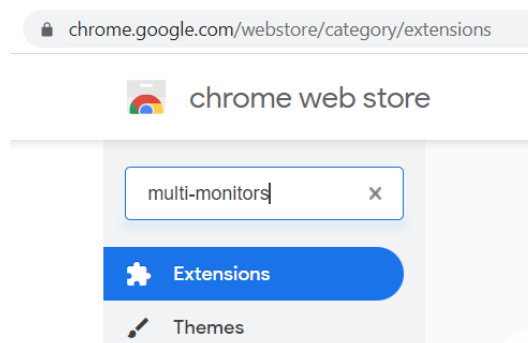 chrome.google.com/webstore/category/extensions
chrome web store
multi-monitors
Extensions
Themes